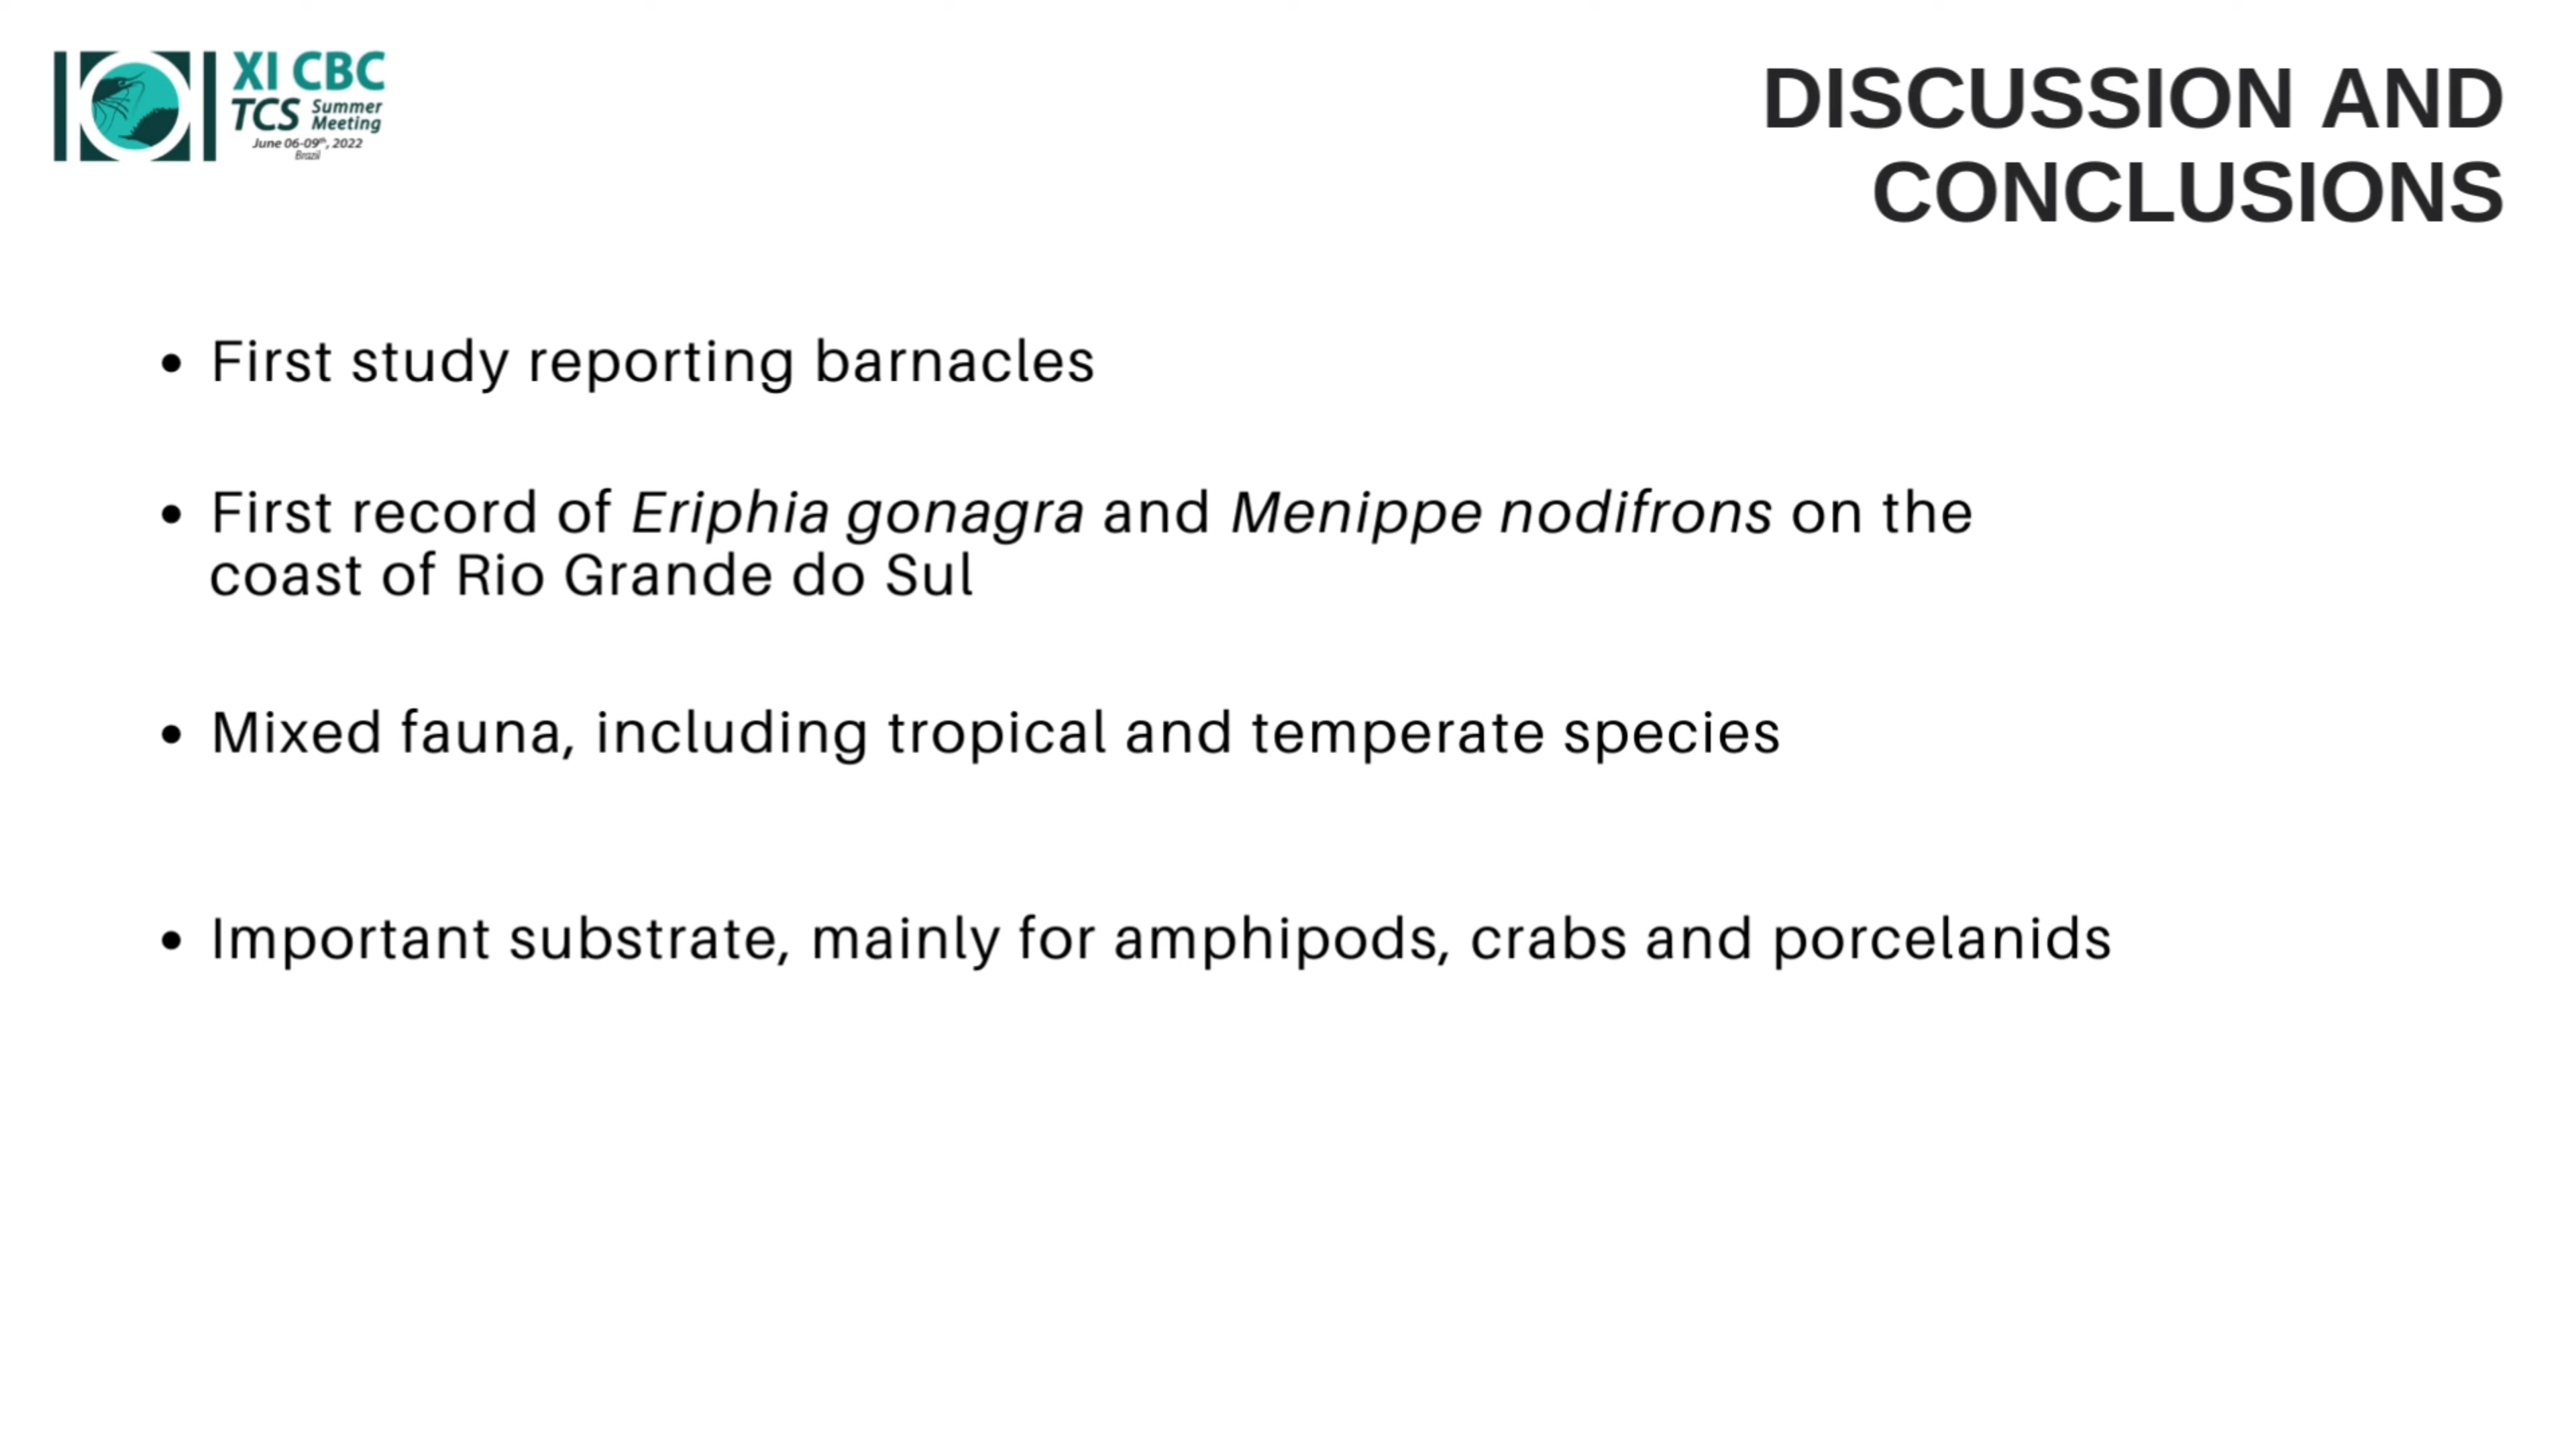 XI CBC
TCS Summer Meeting
June 06-09th, 2022
Brazil
DISCUSSION AND
CONCLUSIONS
• First study reporting barnacles
• First record of Eriphia gonagra and Menippe nodifrons on the
coast of Rio Grande do Sul
• Mixed fauna, including tropical and temperate species
• Important substrate, mainly for amphipods, crabs and porcelanids